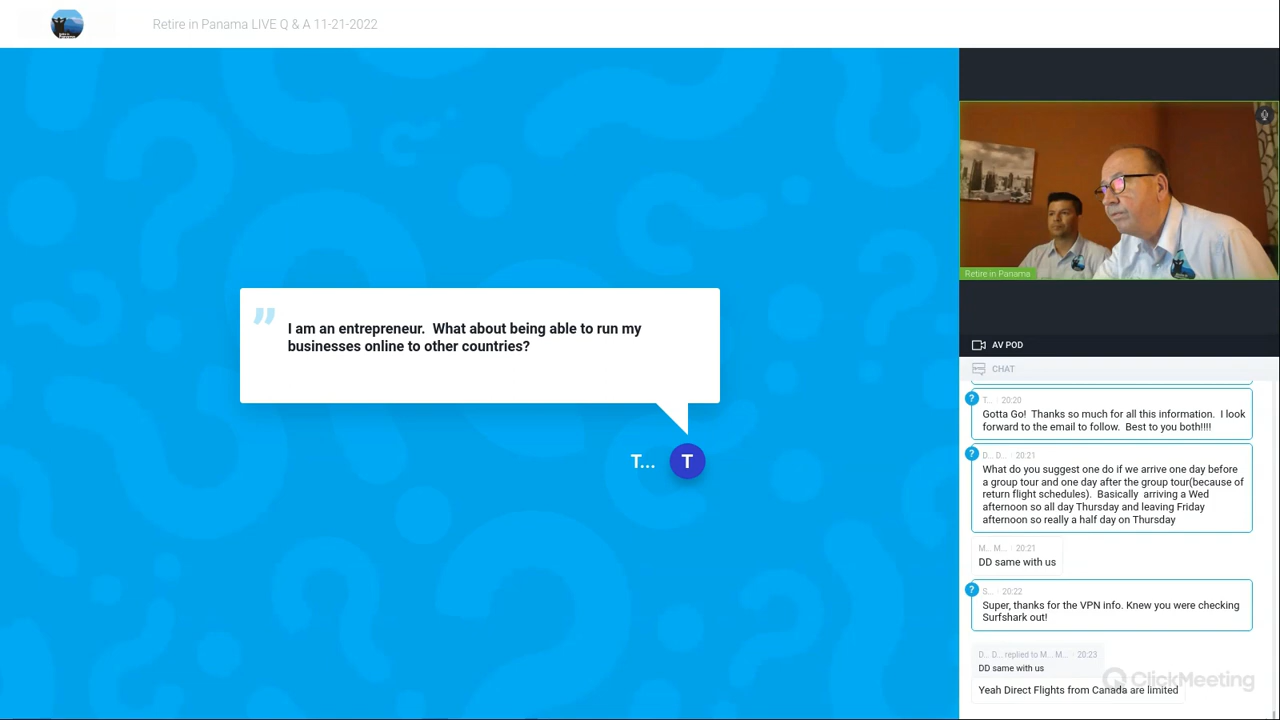 Retire in Panama LIVE Q & A 11-21-2022
I am an entrepreneur.  What about being able to run my
businesses online to other countries?
T...
T
Retire in Panama
AV POD
CHAT
T...
20:20
Gotta Go!  Thanks so much for all this information.  I look
forward to the email to follow.  Best to you both!!!!
D... D...
20:21
What do you suggest one do if we arrive one day before
a group tour and one day after the group tour(because of
return flight schedules).  Basically  arriving a Wed
afternoon so all day Thursday and leaving Friday
afternoon so really a half day on Thursday
M... M...
20:21
DD same with us
S...
20:22
Super, thanks for the VPN info. Knew you were checking
Surfshark out!
D... D... replied to M... M...
20:23
DD same with us
Yeah Direct Flights from Canada are limited
ClickMeeting